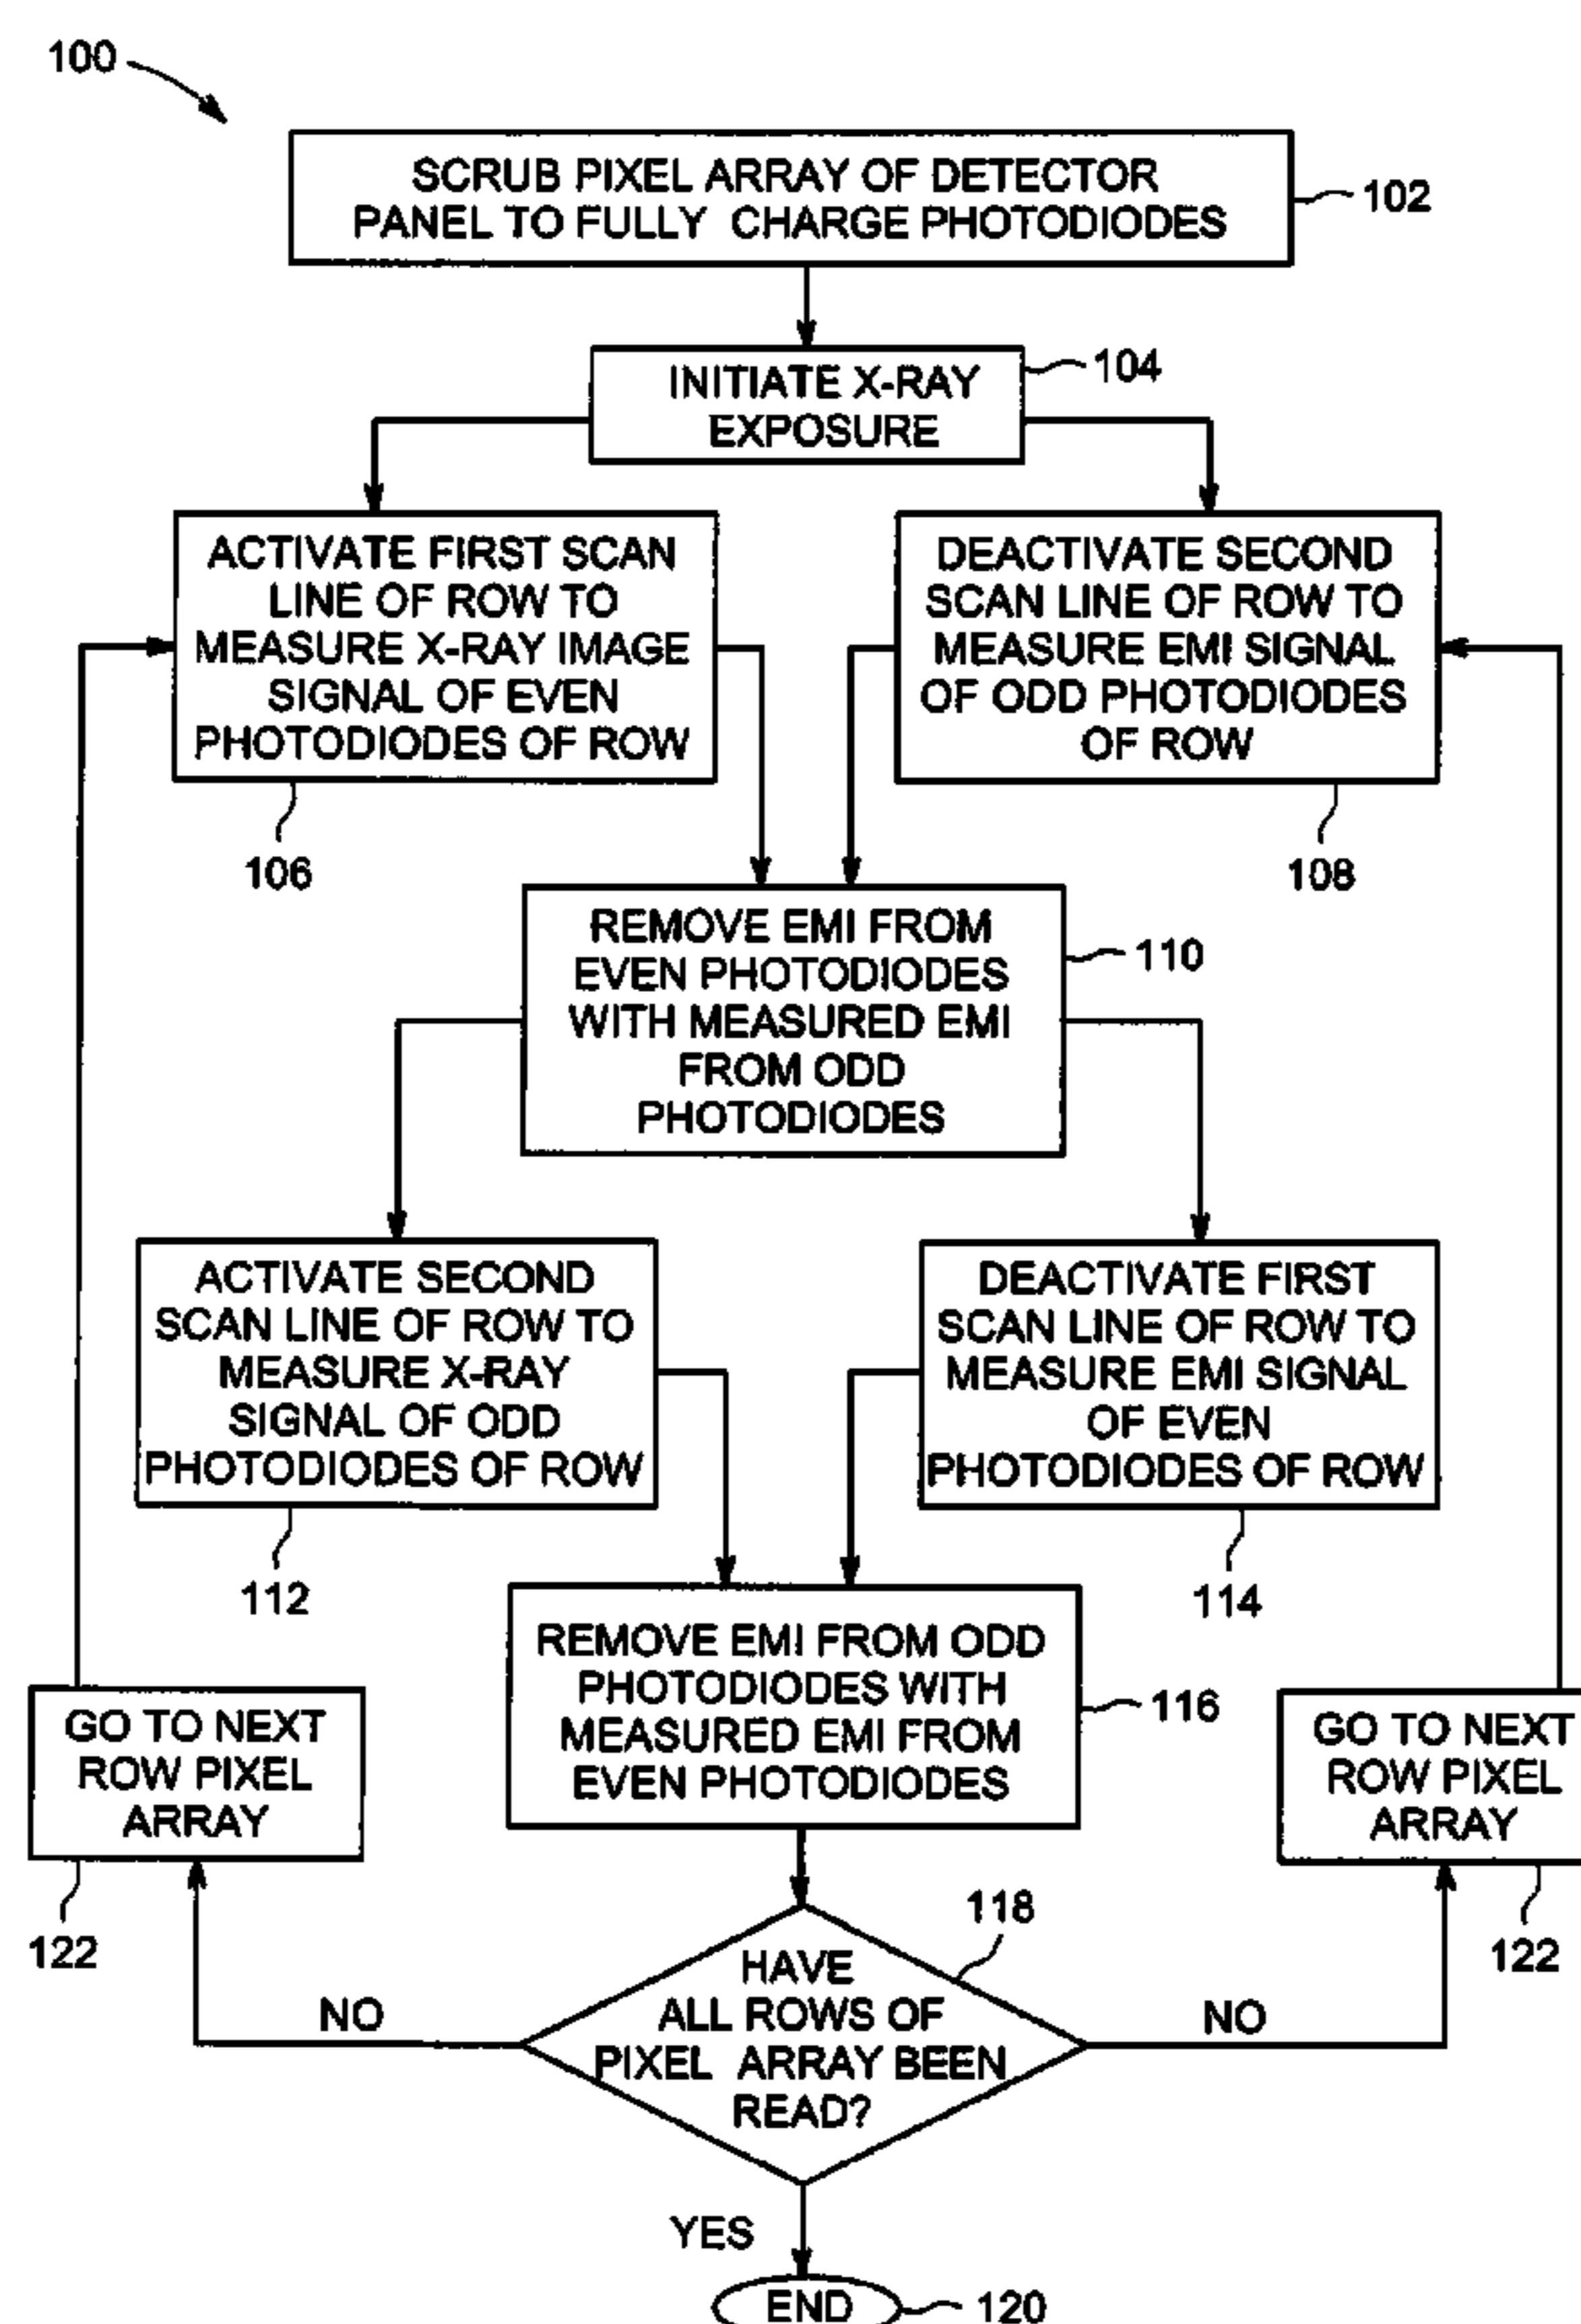 100
SCRUB PIXEL ARRAY OF DETECTOR
PANEL TO FULLY CHARGE PHOTODIODES
102
INITIATE X-RAY
EXPOSURE
104
ACTIVATE FIRST SCAN
LINE OF ROW TO
MEASURE X-RAY IMAGE
SIGNAL OF EVEN
PHOTODIODES OF ROW
106
DEACTIVATE SECOND
SCAN LINE OF ROW TO
MEASURE EMI SIGNAL
OF ODD PHOTODIODES
OF ROW
108
REMOVE EMI FROM
EVEN PHOTODIODES
WITH MEASURED EMI
FROM ODD
PHOTODIODES
110
ACTIVATE SECOND
SCAN LINE OF ROW TO
MEASURE X-RAY
SIGNAL OF ODD
PHOTODIODES OF ROW
112
DEACTIVATE FIRST
SCAN LINE OF ROW TO
MEASURE EMI SIGNAL
OF EVEN
PHOTODIODES OF ROW
114
REMOVE EMI FROM ODD
PHOTODIODES WITH
MEASURED EMI FROM
EVEN PHOTODIODES
116
GO TO NEXT
ROW PIXEL
ARRAY
122
GO TO NEXT
ROW PIXEL
ARRAY
122
HAVE
ALL ROWS OF
PIXEL ARRAY BEEN
READ?
118
NO
NO
YES
END
120